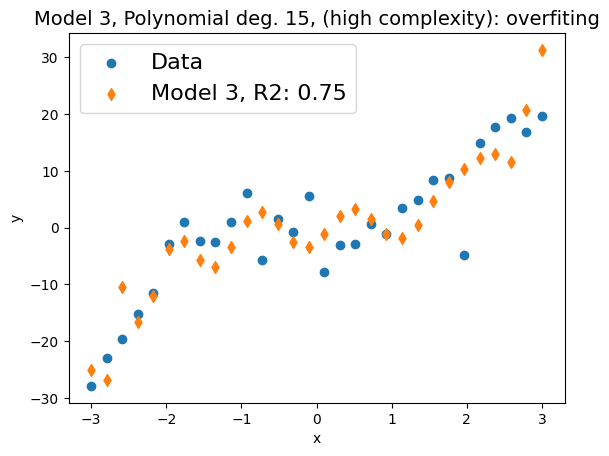 Model 3, Polynomial deg. 15, (high complexity): overfiting
Data
Model 3, R2: 0.75
30
20
10
0
−10
−20
−30
y
−3 −2 −1 0 1 2 3
x